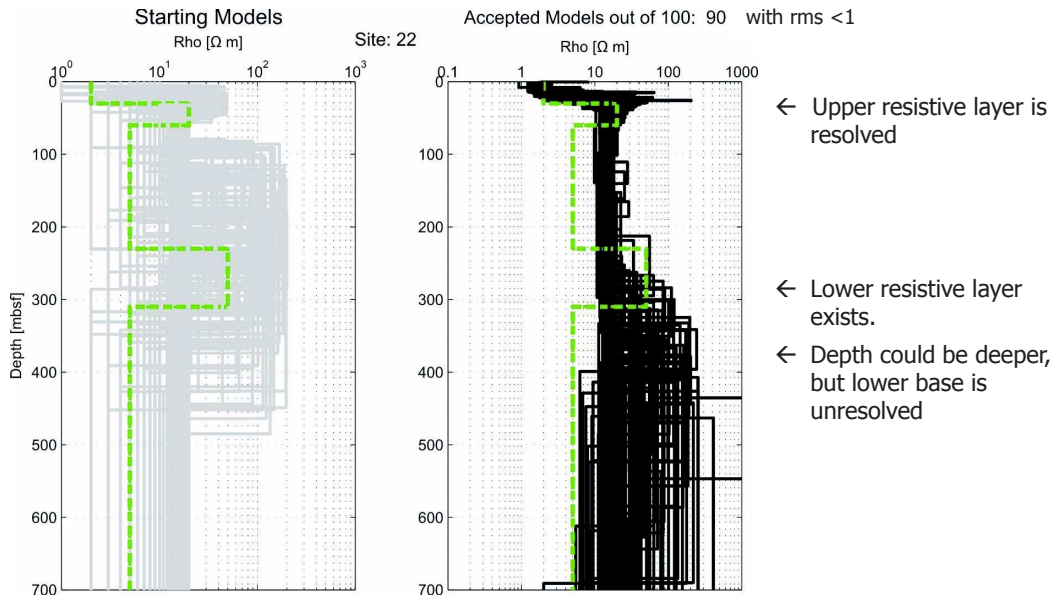 Starting Models
Accepted Models out of 100: 90 with rms <1
Rho [Ω m]
Site: 22
Rho [Ω m]
10⁰ 10¹ 10² 10³
0.1 1 10 100 1000
0
100
200
300
400
500
600
700
Depth [mbsf]
0
100
200
300
400
500
600
700
← Upper resistive layer is
resolved
← Lower resistive layer
exists.
← Depth could be deeper,
but lower base is
unresolved